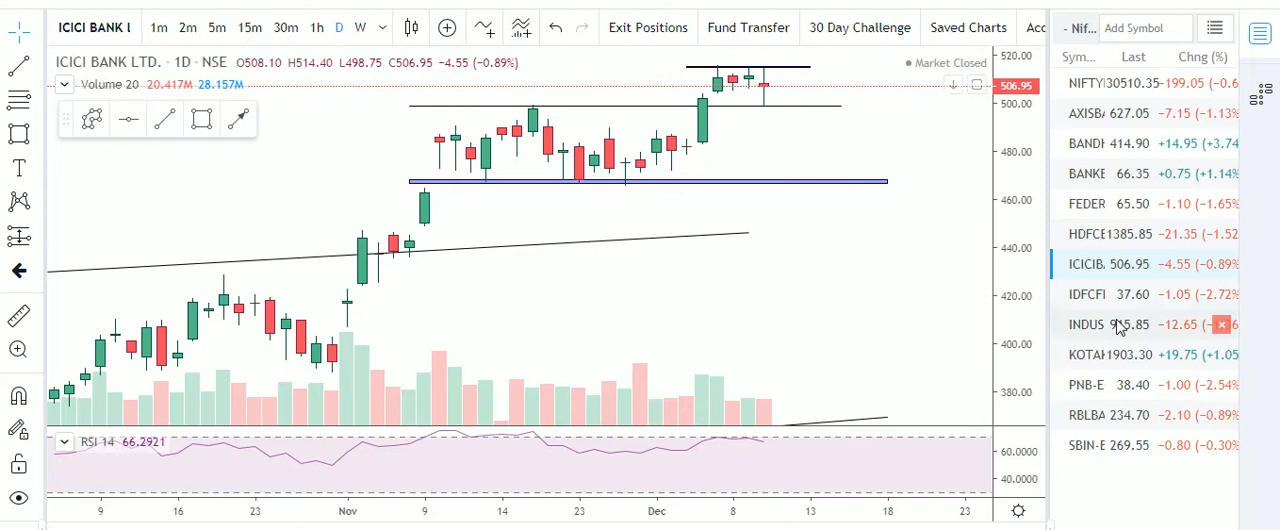 ICICI BANK L 1m 2m 5m 15m 30m 1h D W Exit Positions Fund Transfer 30 Day Challenge Saved Charts Acc - Nif... Add Symbol
ICICI BANK LTD. · 1D · NSE O508.10 H514.40 L498.75 C506.95 −4.55 (−0.89%) Market Closed
Volume 20 20.417M 28.157M
520.00
506.95
500.00
480.00
460.00
440.00
420.00
400.00
380.00
RSI 14 66.2921
60.0000
40.0000
9 16 23 Nov 9 14 23 Dec 8 13 18 23
Sym... Last Chng (%)
NIFTY 30510.35 −199.05 (−0.6
AXISBA 627.05 −7.15 (−1.13%
BANDH 414.90 +14.95 (+3.74
BANKE 66.35 +0.75 (+1.14%
FEDER 65.50 −1.10 (−1.65%
HDFCE 1385.85 −21.35 (−1.52
ICICIB. 506.95 −4.55 (−0.89%
IDFCFI 37.60 −1.05 (−2.72%
INDUS 5.85 −12.65 (− 6
KOTAK 1903.30 +19.75 (+1.05
PNB-E 38.40 −1.00 (−2.54%
RBLBA 234.70 −2.10 (−0.89%
SBIN-E 269.55 −0.80 (−0.30%